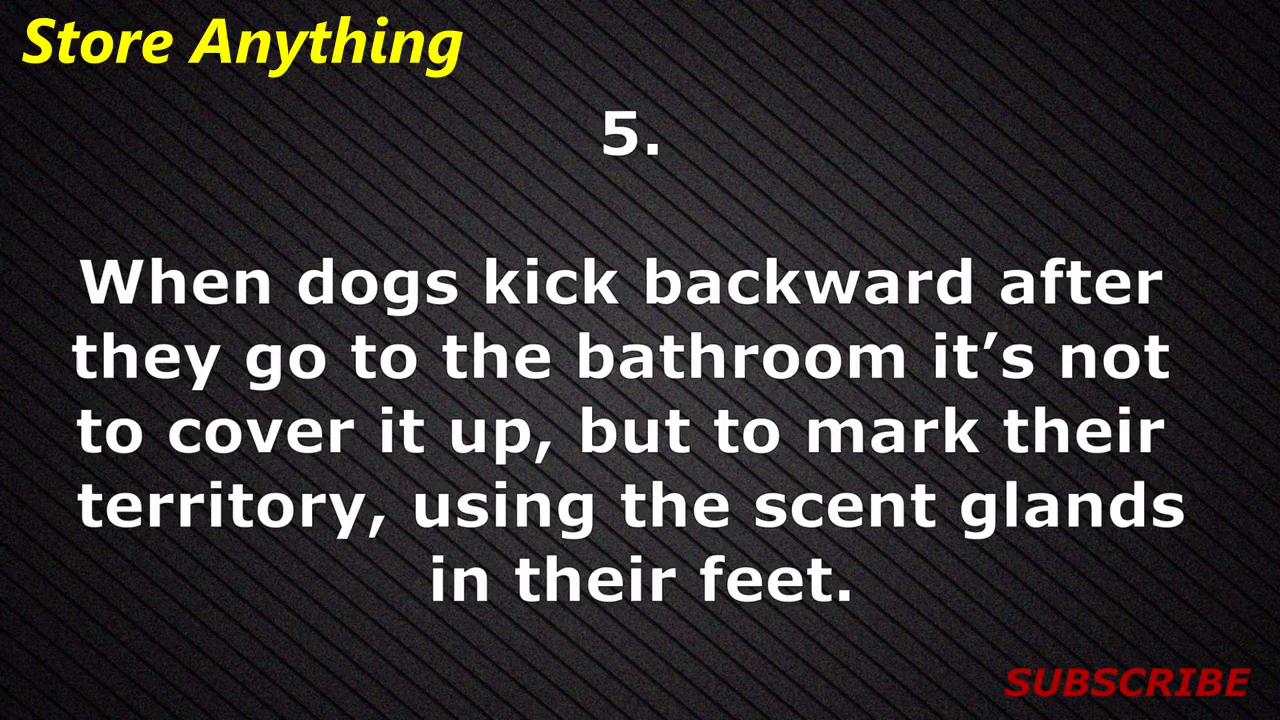 Store Anything
5.
When dogs kick backward after
they go to the bathroom it’s not
to cover it up, but to mark their
territory, using the scent glands
in their feet.
SUBSCRIBE